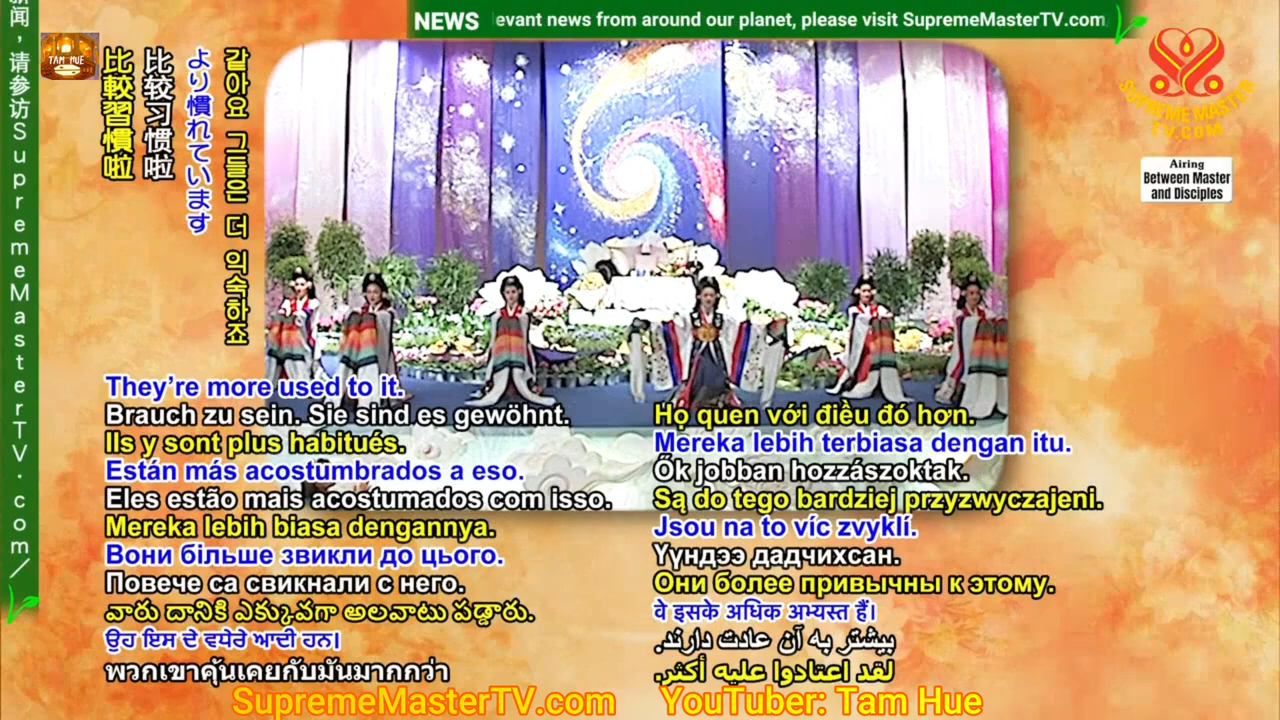 NEWS
evant news from around our planet, please visit SupremeMasterTV.com
闻，请参访SupremeMasterTV.com/
TAM HUE
比較習慣啦
比较习惯啦
より慣れています
같아요 그들은 더 익숙하죠
SUPREME MASTER
TV.COM
Airing
Between Master
and Disciples
They're more used to it.
Brauch zu sein. Sie sind es gewöhnt.
Ils y sont plus habitués.
Están más acostumbrados a eso.
Eles estão mais acostumados com isso.
Mereka lebih biasa dengannya.
Вони більше звикли до цього.
Повече са свикнали с него.
వారు దానికి ఎక్కువగా అలవాటు పడ్డారు.
ਉਹ ਇਸ ਦੇ ਵਧੇਰੇ ਆਦੀ ਹਨ।
พวกเขาคุ้นเคยกับมันมากกว่า
Họ quen với điều đó hơn.
Mereka lebih terbiasa dengan itu.
Ők jobban hozzászoktak.
Są do tego bardziej przyzwyczajeni.
Jsou na to víc zvyklí.
Үүндээ дадчихсан.
Они более привычны к этому.
वे इसके अधिक अभ्यस्त हैं।
بیشتر به آن عادت دارند.
لقد اعتادوا عليه أكثر.
SupremeMasterTV.com
YouTuber: Tam Hue